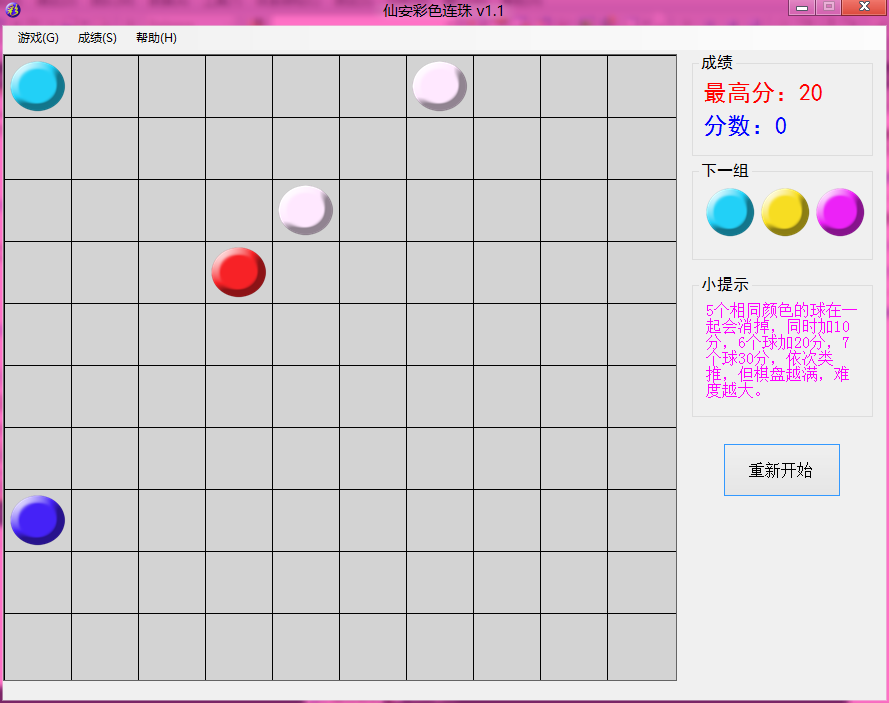 仙安彩色连珠 v1.1
游戏(G) 成绩(S) 帮助(H)
成绩
最高分：20
分数：0
下一组
小提示
5个相同颜色的球在一
起会消掉，同时加10
分，6个球加20分，7
个球30分，依次类
推，但棋盘越满，难
度越大。
重新开始